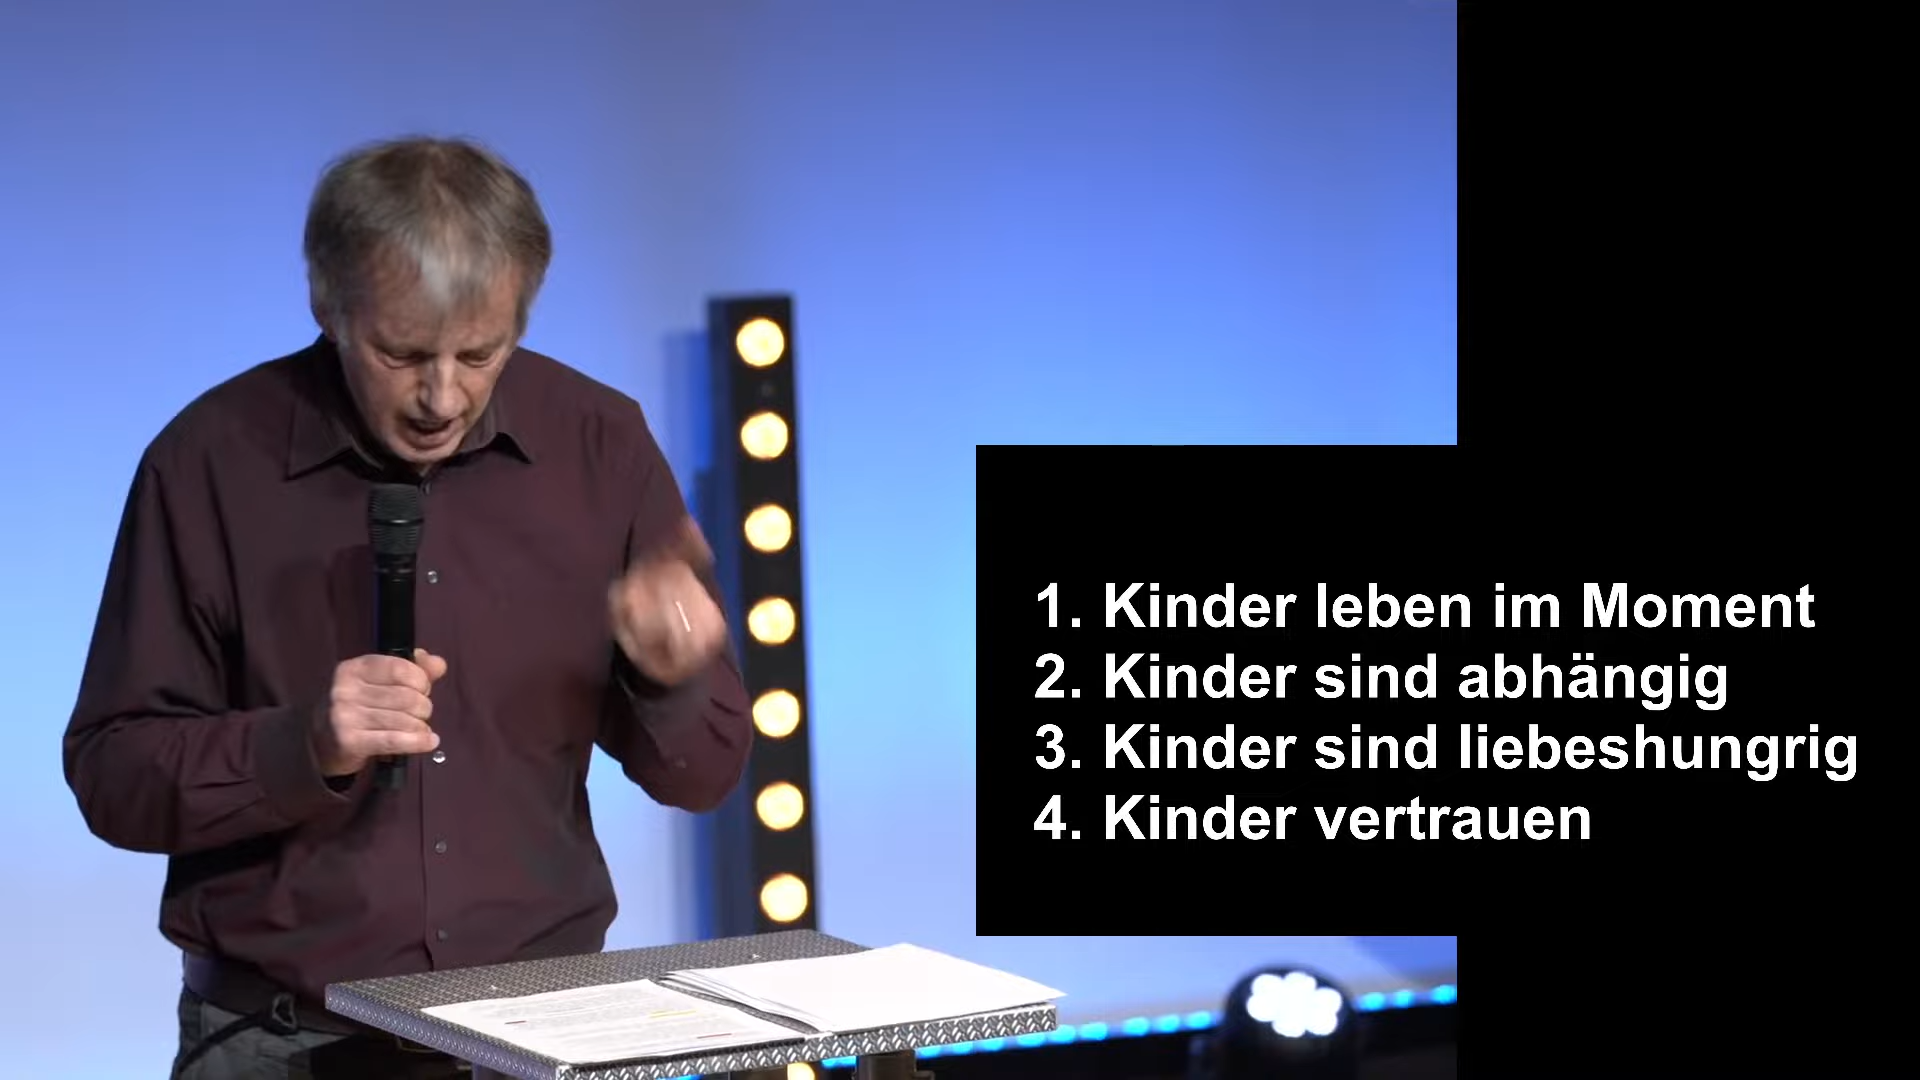 1. Kinder leben im Moment
2. Kinder sind abhängig
3. Kinder sind liebeshungrig
4. Kinder vertrauen